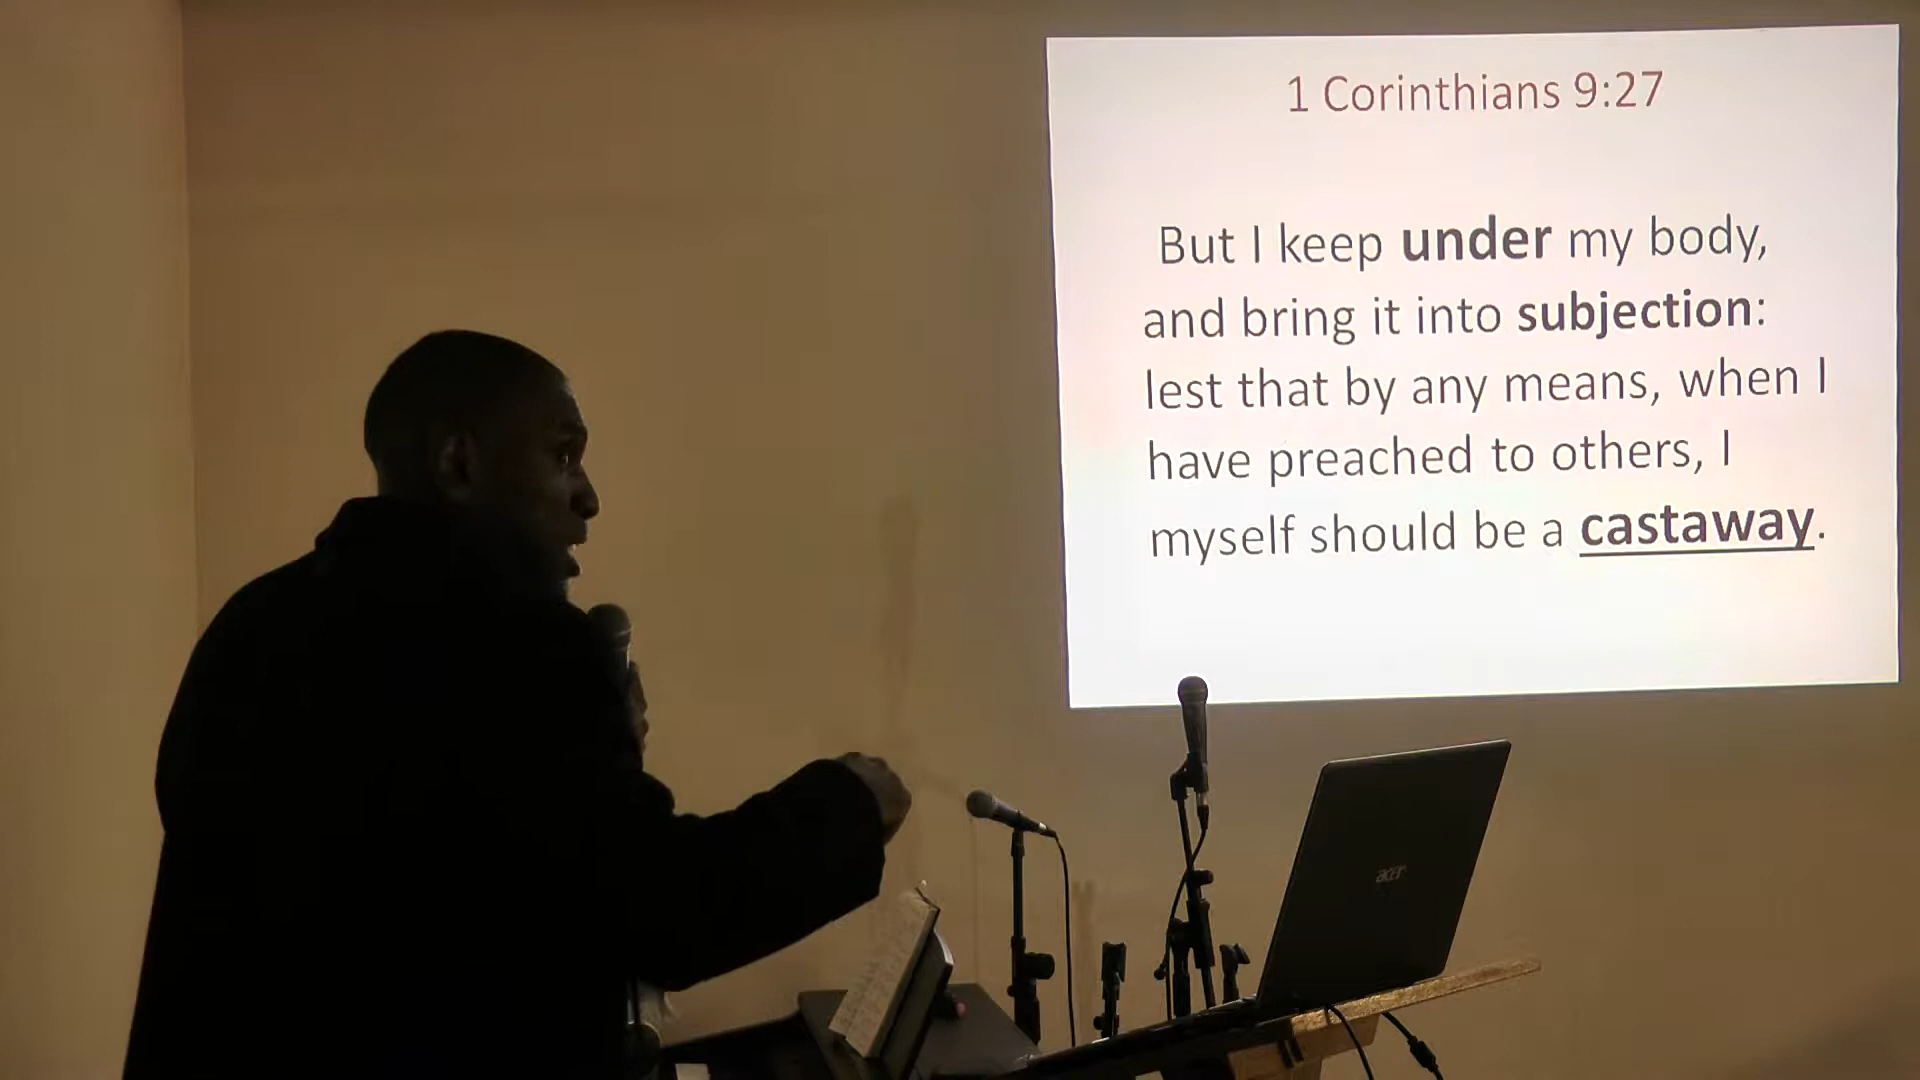 1 Corinthians 9:27
But I keep under my body,
and bring it into subjection:
lest that by any means, when I
have preached to others, I
myself should be a castaway.
acer